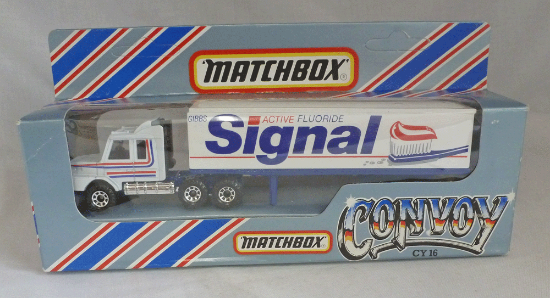 MATCHBOX
GIBBS ACTIVE FLUORIDE
Signal
MATCHBOX
CONVOY
CY 16